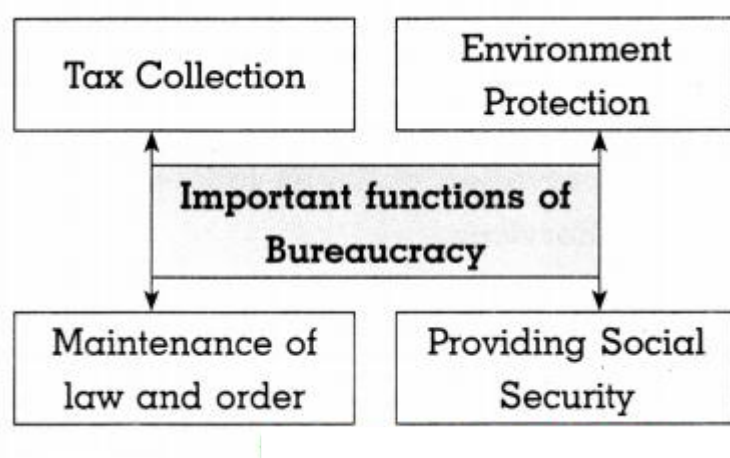 Tax Collection
Environment
Protection
Important functions of
Bureaucracy
Maintenance of
law and order
Providing Social
Security